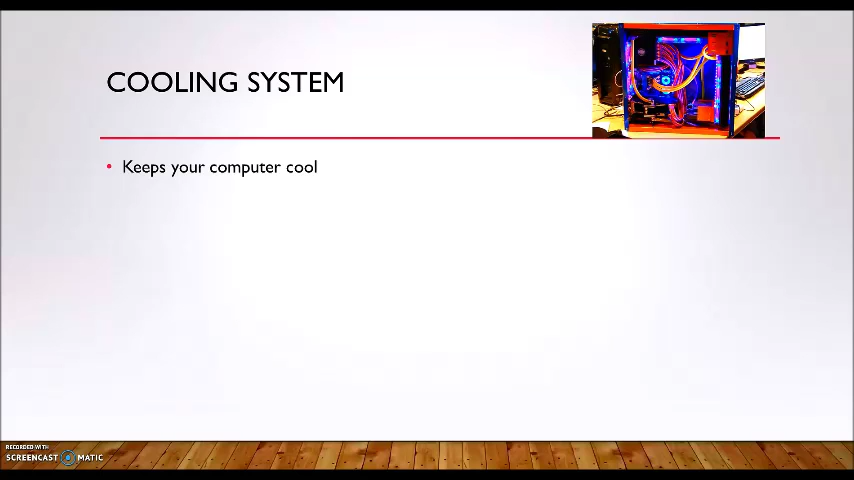 COOLING SYSTEM
• Keeps your computer cool
RECORDED WITH
SCREENCAST MATIC